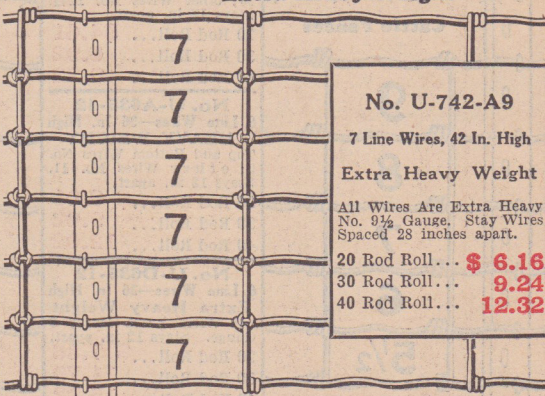 7
7
7
7
7
7
No. U-742-A9
7 Line Wires, 42 In. High
Extra Heavy Weight
All Wires Are Extra Heavy
No. 9½ Gauge. Stay Wires
Spaced 28 inches apart.
20 Rod Roll... $ 6.16
30 Rod Roll... 9.24
40 Rod Roll... 12.32